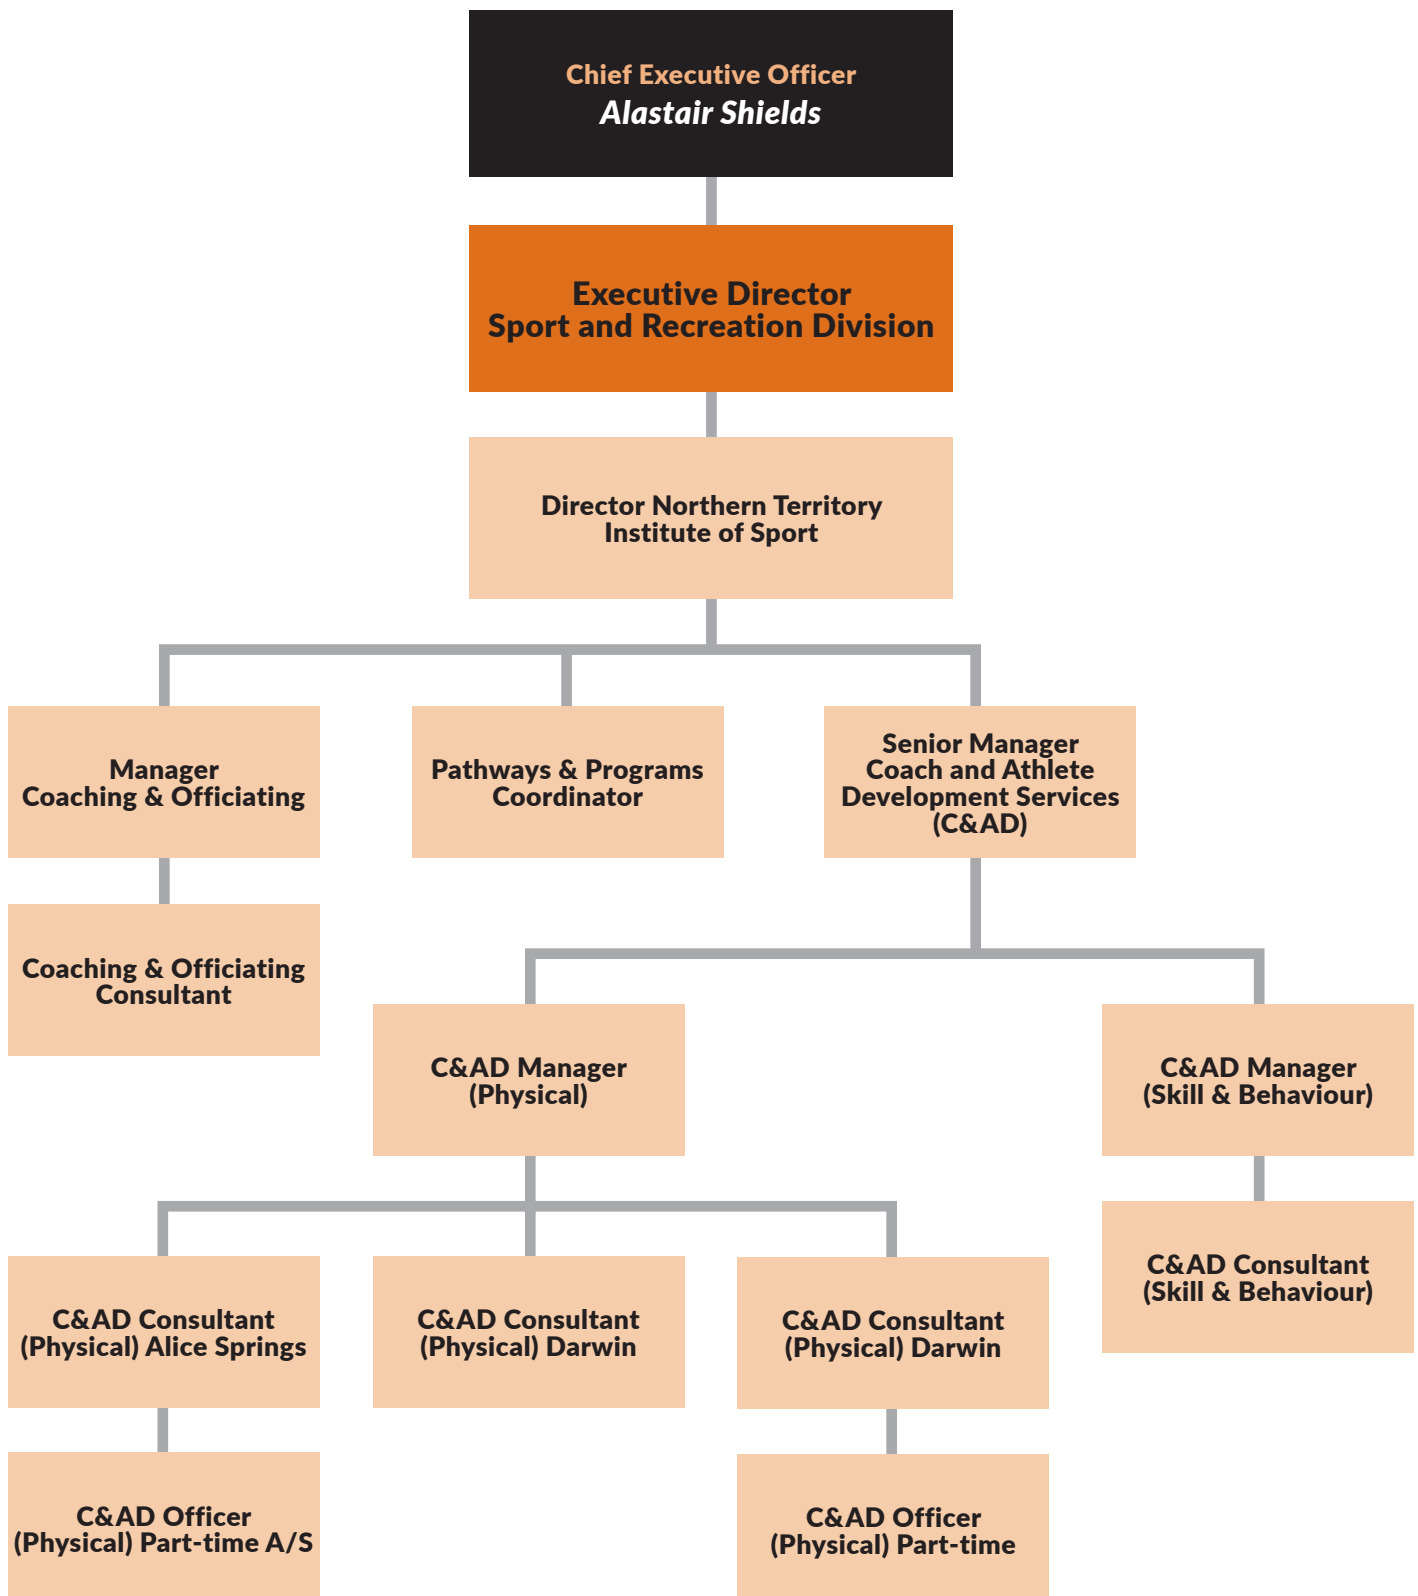 Chief Executive Officer
Alastair Shields
Executive Director
Sport and Recreation Division
Director Northern Territory
Institute of Sport
Manager
Coaching & Officiating
Pathways & Programs
Coordinator
Senior Manager
Coach and Athlete
Development Services
(C&AD)
Coaching & Officiating
Consultant
C&AD Manager
(Physical)
C&AD Manager
(Skill & Behaviour)
C&AD Consultant
(Physical) Alice Springs
C&AD Consultant
(Physical) Darwin
C&AD Consultant
(Physical) Darwin
C&AD Consultant
(Skill & Behaviour)
C&AD Officer
(Physical) Part-time A/S
C&AD Officer
(Physical) Part-time